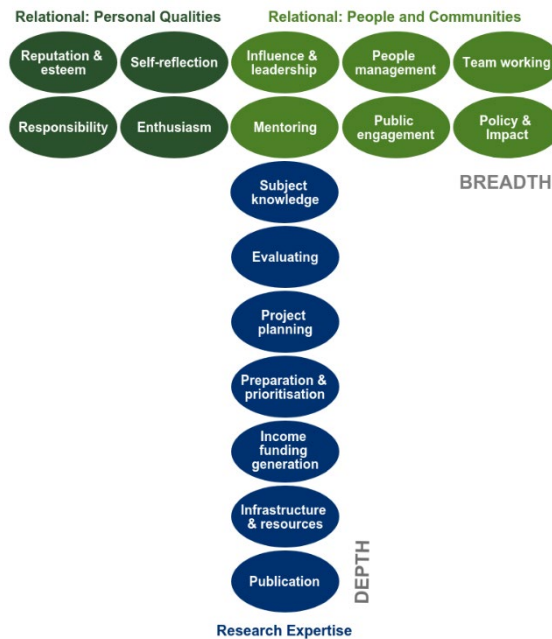 Relational: Personal Qualities
Relational: People and Communities
Reputation &
esteem
Self-reflection
Influence &
leadership
People
management
Team working
Responsibility
Enthusiasm
Mentoring
Public
engagement
Policy &
Impact
BREADTH
Subject
knowledge
Evaluating
Project
planning
Preparation &
prioritisation
Income
funding
generation
Infrastructure
& resources
Publication
DEPTH
Research Expertise